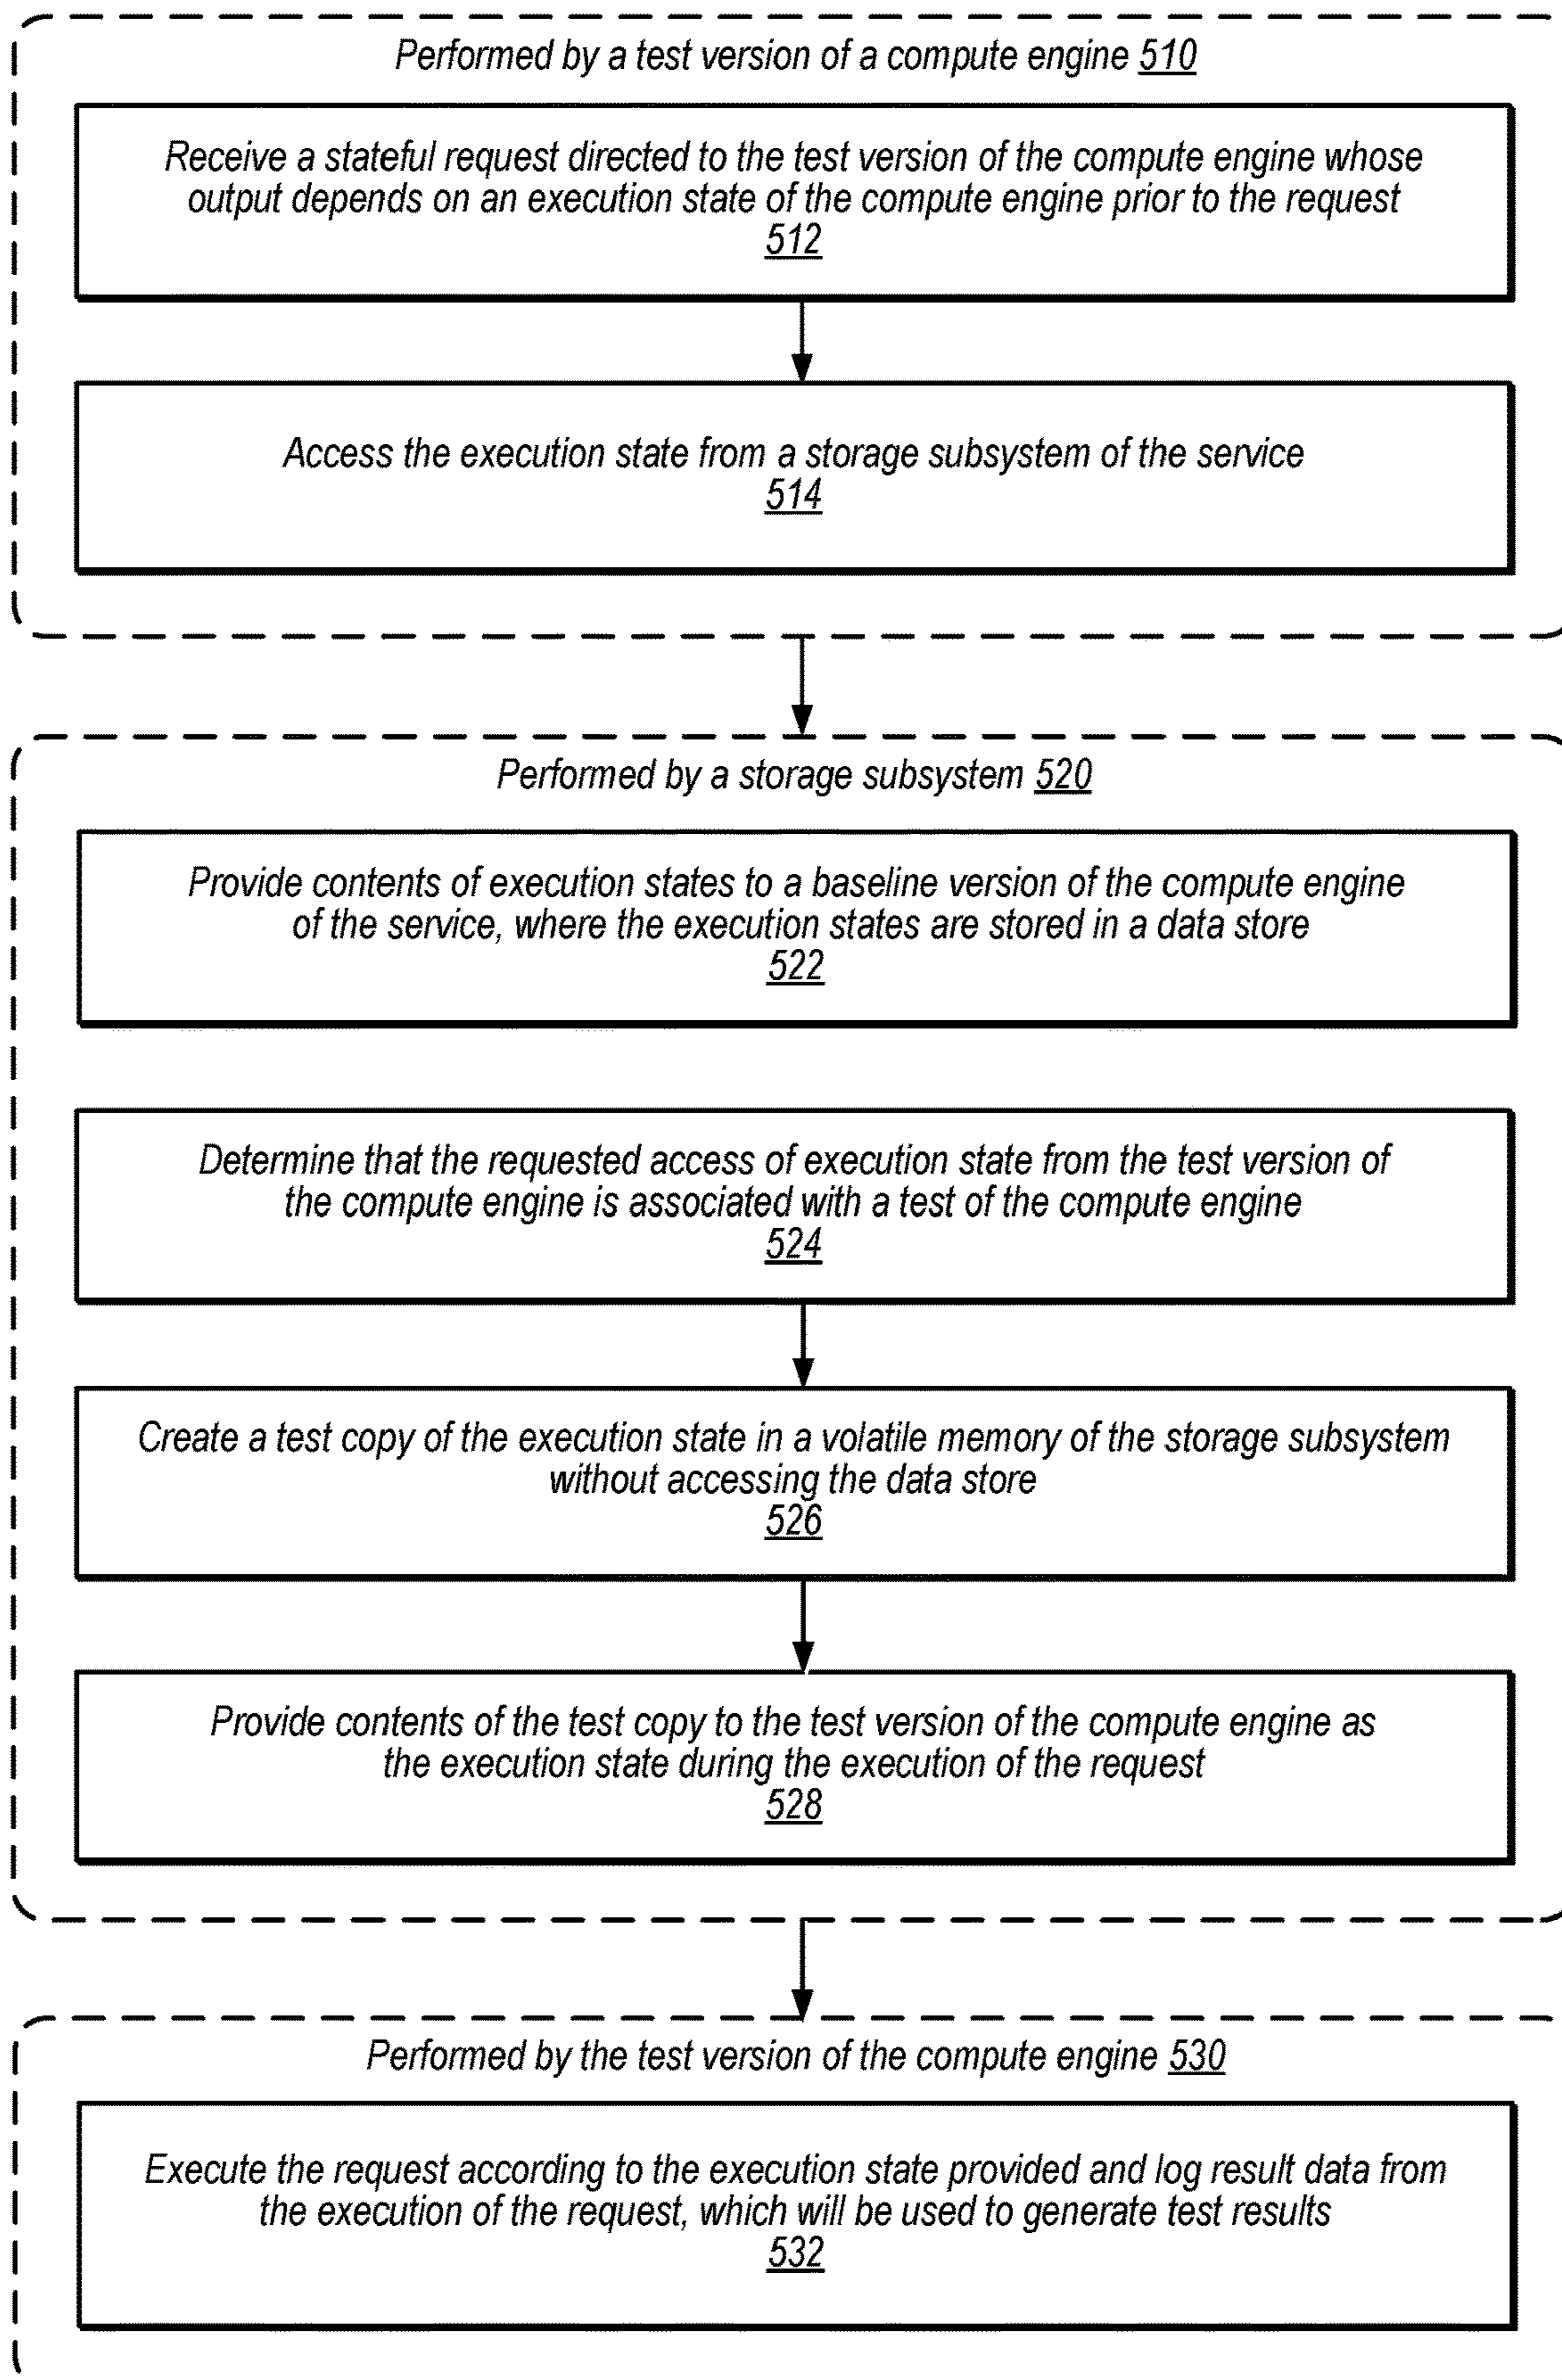 Performed by a test version of a compute engine 510
Receive a stateful request directed to the test version of the compute engine whose
output depends on an execution state of the compute engine prior to the request
512
Access the execution state from a storage subsystem of the service
514
Performed by a storage subsystem 520
Provide contents of execution states to a baseline version of the compute engine
of the service, where the execution states are stored in a data store
522
Determine that the requested access of execution state from the test version of
the compute engine is associated with a test of the compute engine
524
Create a test copy of the execution state in a volatile memory of the storage subsystem
without accessing the data store
526
Provide contents of the test copy to the test version of the compute engine as
the execution state during the execution of the request
528
Performed by the test version of the compute engine 530
Execute the request according to the execution state provided and log result data from
the execution of the request, which will be used to generate test results
532